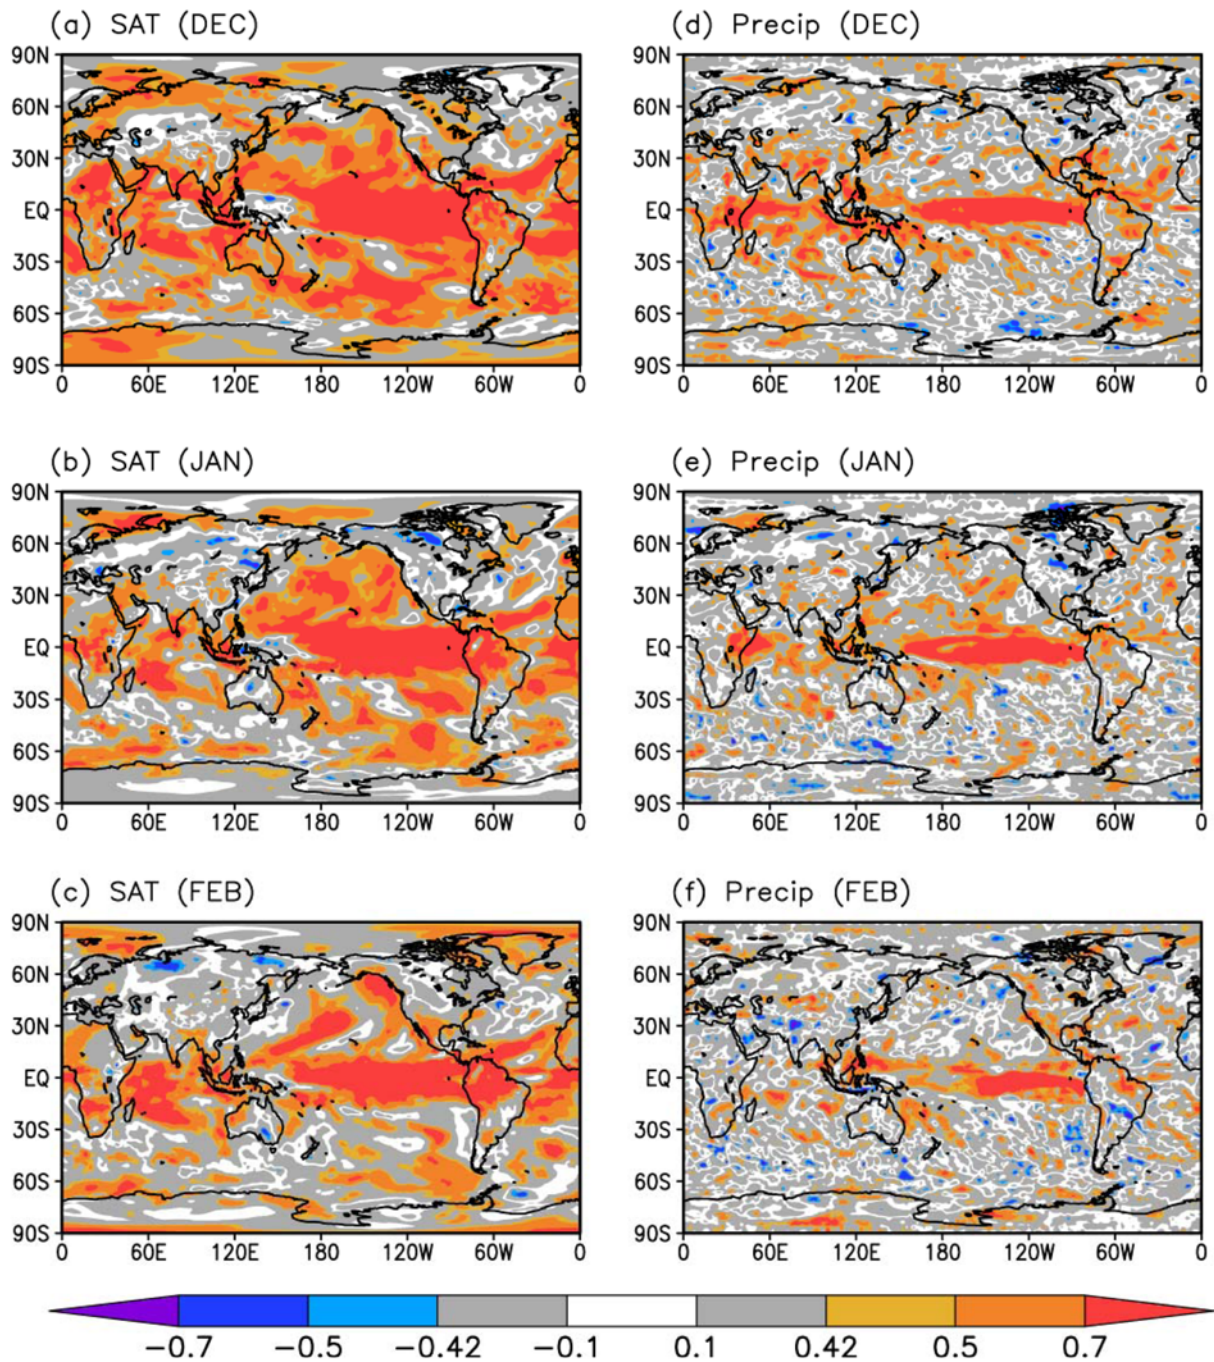 (a) SAT (DEC)
90N
60N
30N
EQ
30S
60S
90S
0 60E 120E 180 120W 60W 0
(d) Precip (DEC)
90N
60N
30N
EQ
30S
60S
90S
0 60E 120E 180 120W 60W 0
(b) SAT (JAN)
90N
60N
30N
EQ
30S
60S
90S
0 60E 120E 180 120W 60W 0
(e) Precip (JAN)
90N
60N
30N
EQ
30S
60S
90S
0 60E 120E 180 120W 60W 0
(c) SAT (FEB)
90N
60N
30N
EQ
30S
60S
90S
0 60E 120E 180 120W 60W 0
(f) Precip (FEB)
90N
60N
30N
EQ
30S
60S
90S
0 60E 120E 180 120W 60W 0
−0.7 −0.5 −0.42 −0.1 0.1 0.42 0.5 0.7